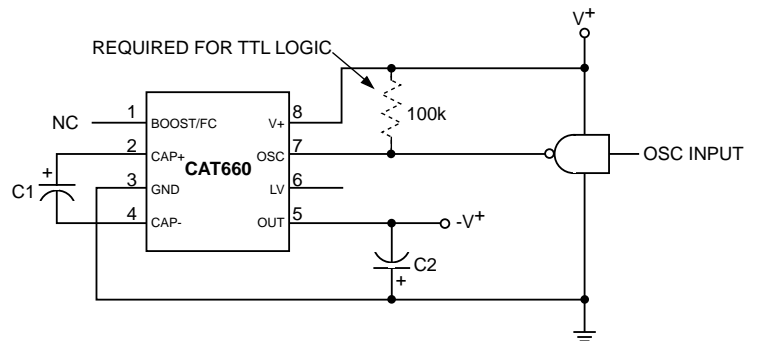 V+
REQUIRED FOR TTL LOGIC
NC
1
BOOST/FC
V+
8
100k
2
CAP+
CAT660
OSC
7
OSC INPUT
C1
+
3
GND
LV
6
4
CAP-
OUT
5
-V+
C2
+